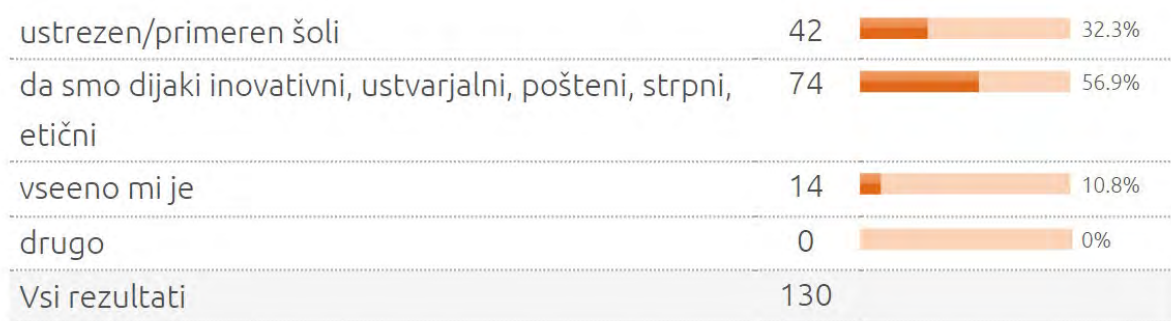 ustrezen/primeren šoli 42 32.3%
da smo dijaki inovativni, ustvarjalni, pošteni, strpni, 74 56.9%
etični
vseeno mi je 14 10.8%
drugo 0 0%
Vsi rezultati 130